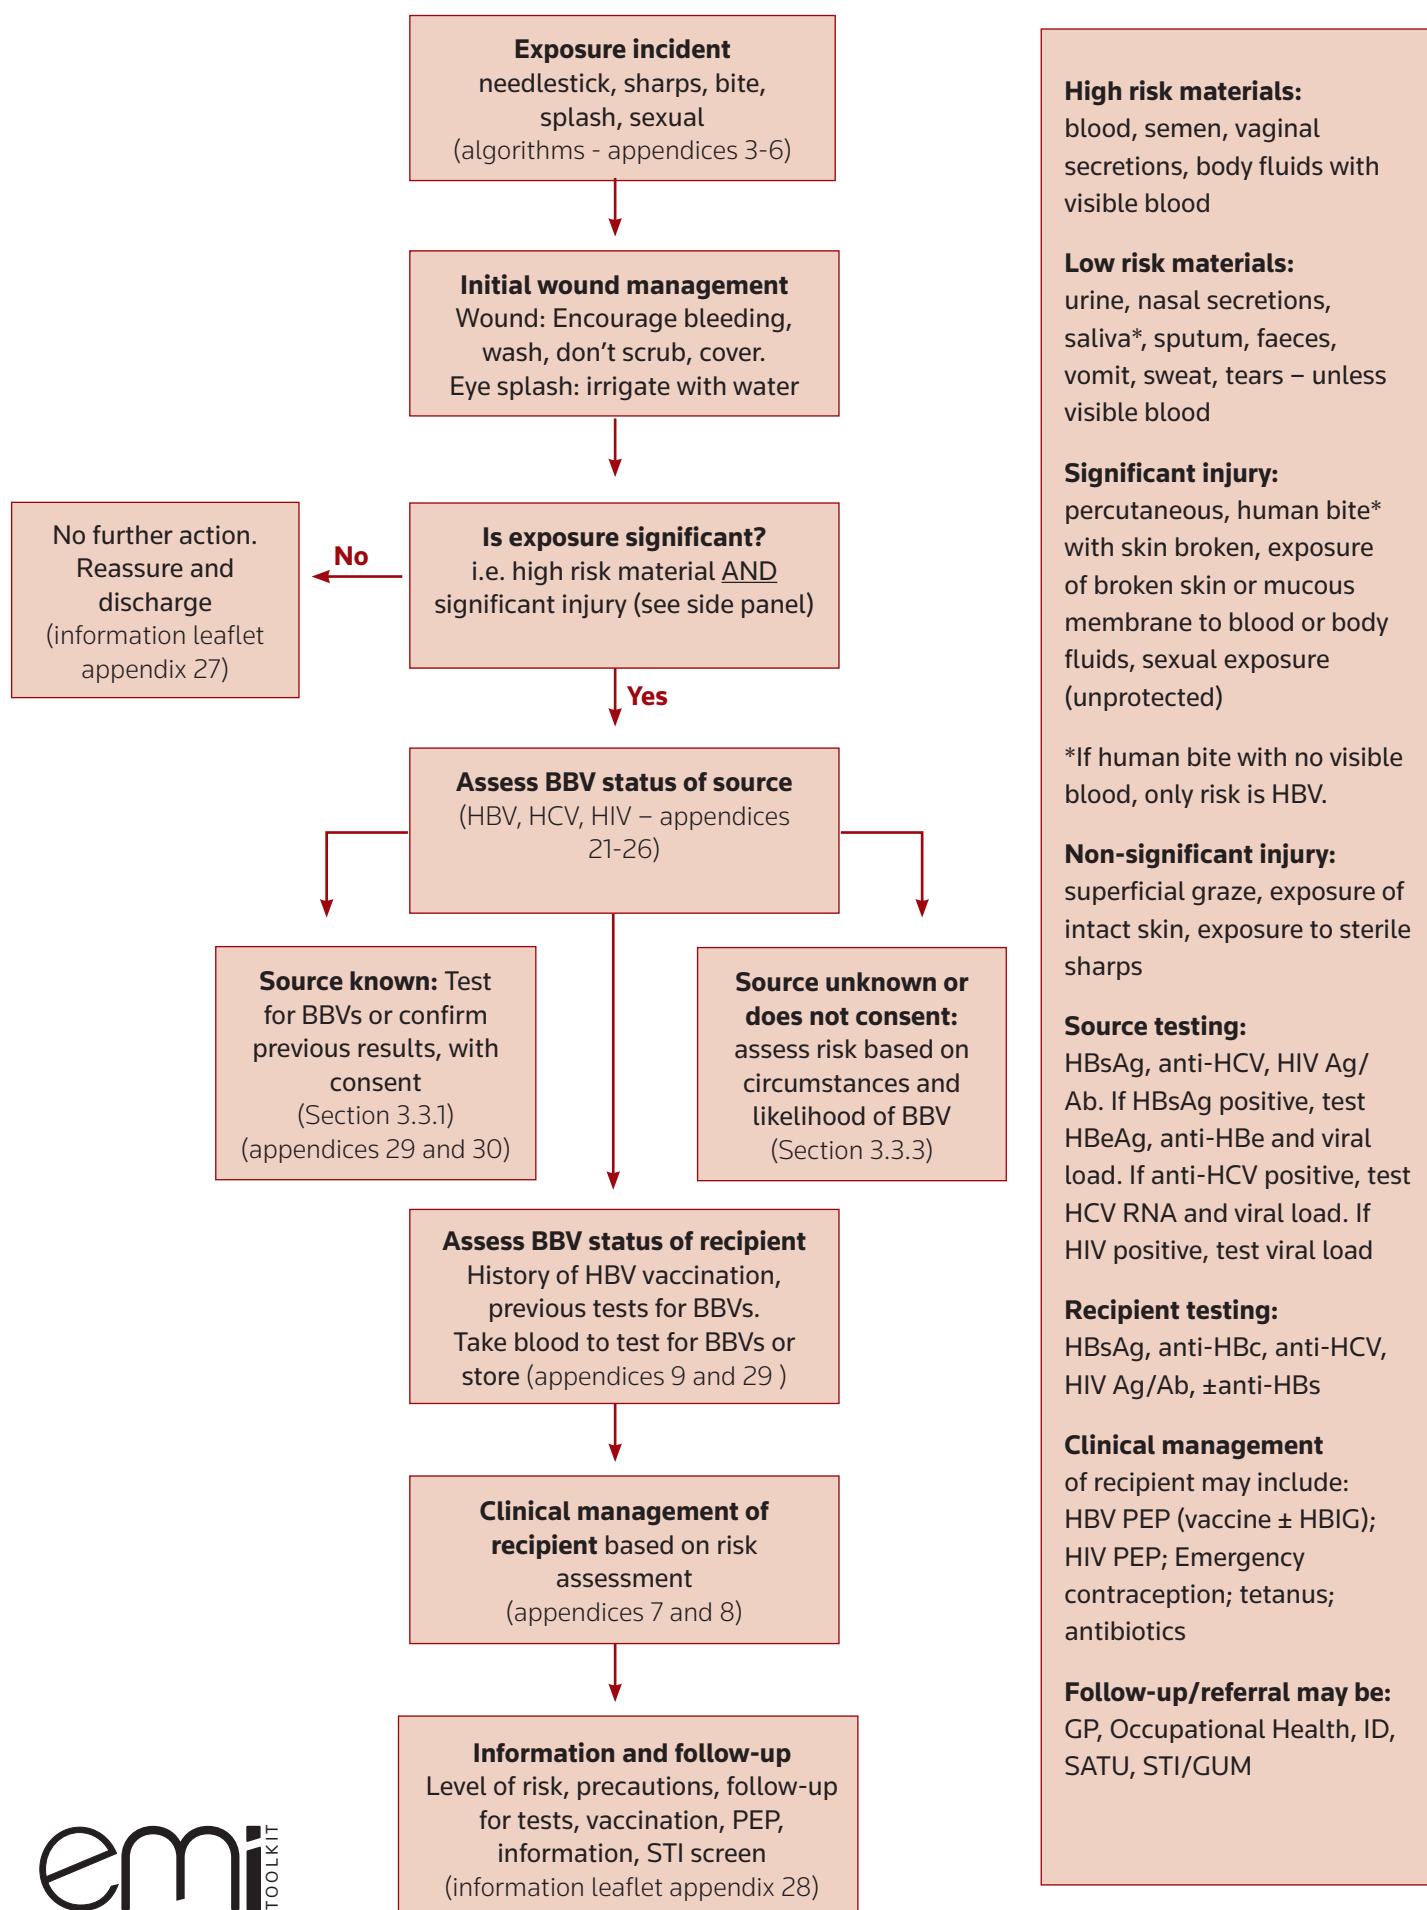 Exposure incident
needlestick, sharps, bite,
splash, sexual
(algorithms - appendices 3-6)
Initial wound management
Wound: Encourage bleeding,
wash, don’t scrub, cover.
Eye splash: irrigate with water
Is exposure significant?
i.e. high risk material AND
significant injury (see side panel)
No
No further action.
Reassure and
discharge
(information leaflet
appendix 27)
Yes
Assess BBV status of source
(HBV, HCV, HIV – appendices
21-26)
Source known: Test
for BBVs or confirm
previous results, with
consent
(Section 3.3.1)
(appendices 29 and 30)
Source unknown or
does not consent:
assess risk based on
circumstances and
likelihood of BBV
(Section 3.3.3)
Assess BBV status of recipient
History of HBV vaccination,
previous tests for BBVs.
Take blood to test for BBVs or
store (appendices 9 and 29 )
Clinical management of
recipient based on risk
assessment
(appendices 7 and 8)
Information and follow-up
Level of risk, precautions, follow-up
for tests, vaccination, PEP,
information, STI screen
(information leaflet appendix 28)
High risk materials:
blood, semen, vaginal
secretions, body fluids with
visible blood
Low risk materials:
urine, nasal secretions,
saliva*, sputum, faeces,
vomit, sweat, tears – unless
visible blood
Significant injury:
percutaneous, human bite*
with skin broken, exposure
of broken skin or mucous
membrane to blood or body
fluids, sexual exposure
(unprotected)
*If human bite with no visible
blood, only risk is HBV.
Non-significant injury:
superficial graze, exposure of
intact skin, exposure to sterile
sharps
Source testing:
HBsAg, anti-HCV, HIV Ag/
Ab. If HBsAg positive, test
HBeAg, anti-HBe and viral
load. If anti-HCV positive, test
HCV RNA and viral load. If
HIV positive, test viral load
Recipient testing:
HBsAg, anti-HBc, anti-HCV,
HIV Ag/Ab, ±anti-HBs
Clinical management
of recipient may include:
HBV PEP (vaccine ± HBIG);
HIV PEP; Emergency
contraception; tetanus;
antibiotics
Follow-up/referral may be:
GP, Occupational Health, ID,
SATU, STI/GUM
emi
TOOLKIT